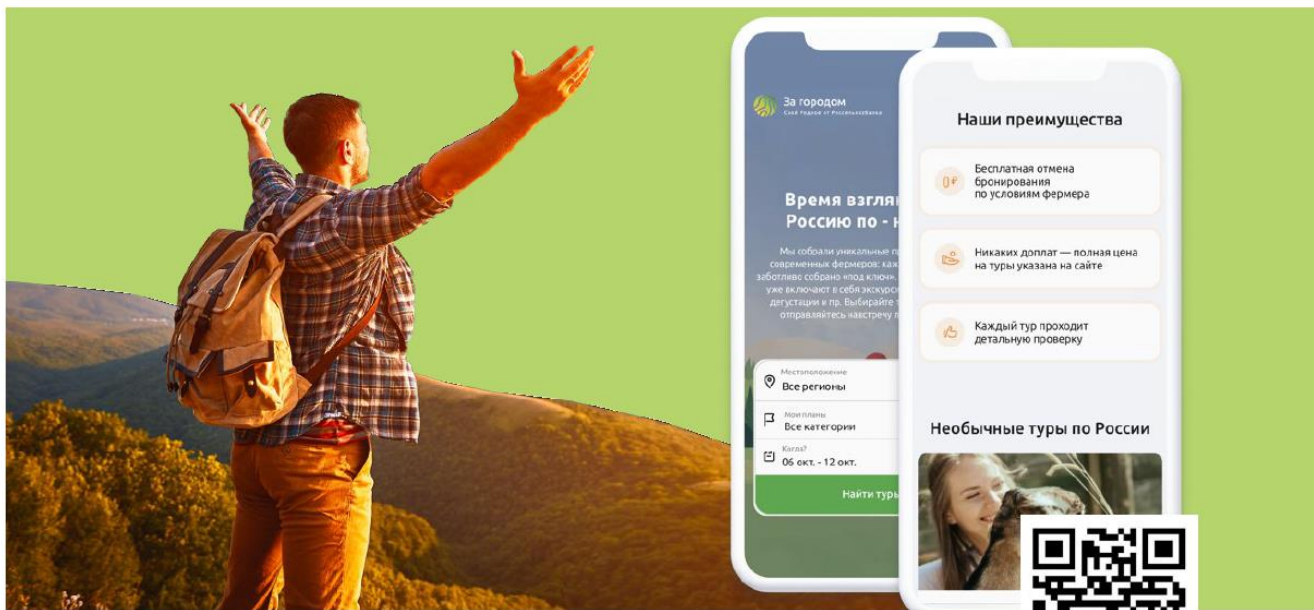 За городом
Своё Родное от Россельхозбанка
Время
Россию по -
Мы собрали уникальные
современных фермеров:
заботливо собрано «под ключ».
уже включают в себя
дегустации и пр. Выбирайте
отправляйтесь навстречу
Местоположение
Все регионы
Мои планы
Все категории
Когда?
06 окт. - 12 окт.
Найти туры
Наши преимущества
0 ₽
Бесплатная отмена
бронирования
по условиям фермера
Никаких доплат — полная цена
на туры указана на сайте
Каждый тур проходит
детальную проверку
Необычные туры по России